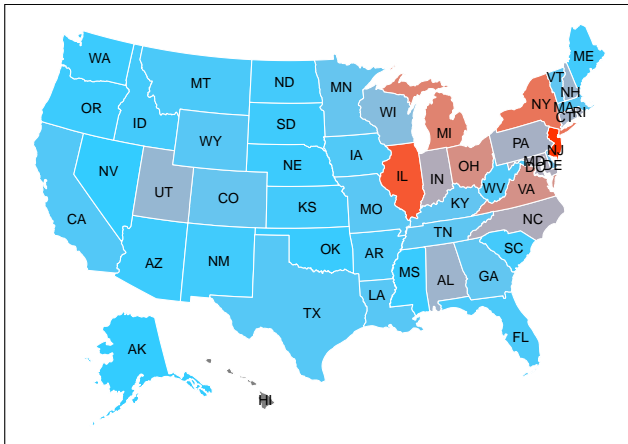 WA
ME
MT
ND
MN
VT
NH
OR
ID
SD
WI
NY
MA
CT
RI
WY
MI
NE
IA
PA
NJ
NV
UT
CO
IL
IN
OH
MD
DE
DC
CA
KS
MO
KY
WV
VA
OK
TN
NC
AZ
NM
AR
SC
MS
AL
GA
LA
TX
FL
AK
HI